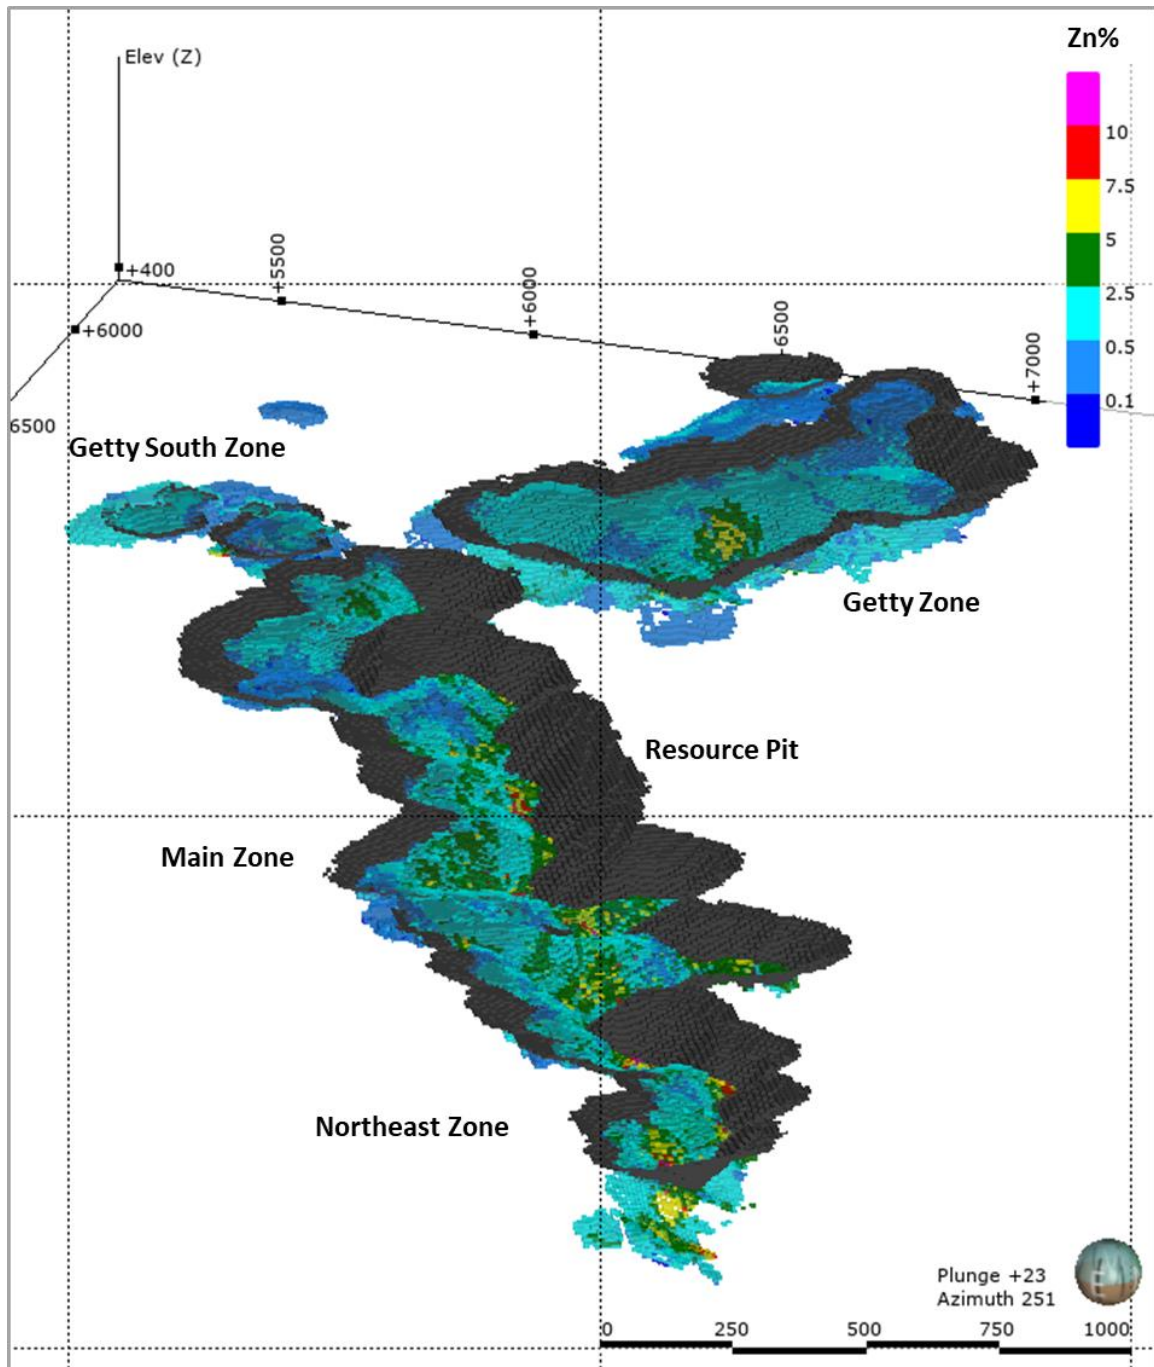 Zn%
Elev (Z)
10
7.5
5
2.5
0.5
0.1
+400
+6000
+5500
+6000
-6500
+7000
6500
Getty South Zone
Getty Zone
Resource Pit
Main Zone
Northeast Zone
Plunge +23
Azimuth 251
E
0
250
500
750
1000